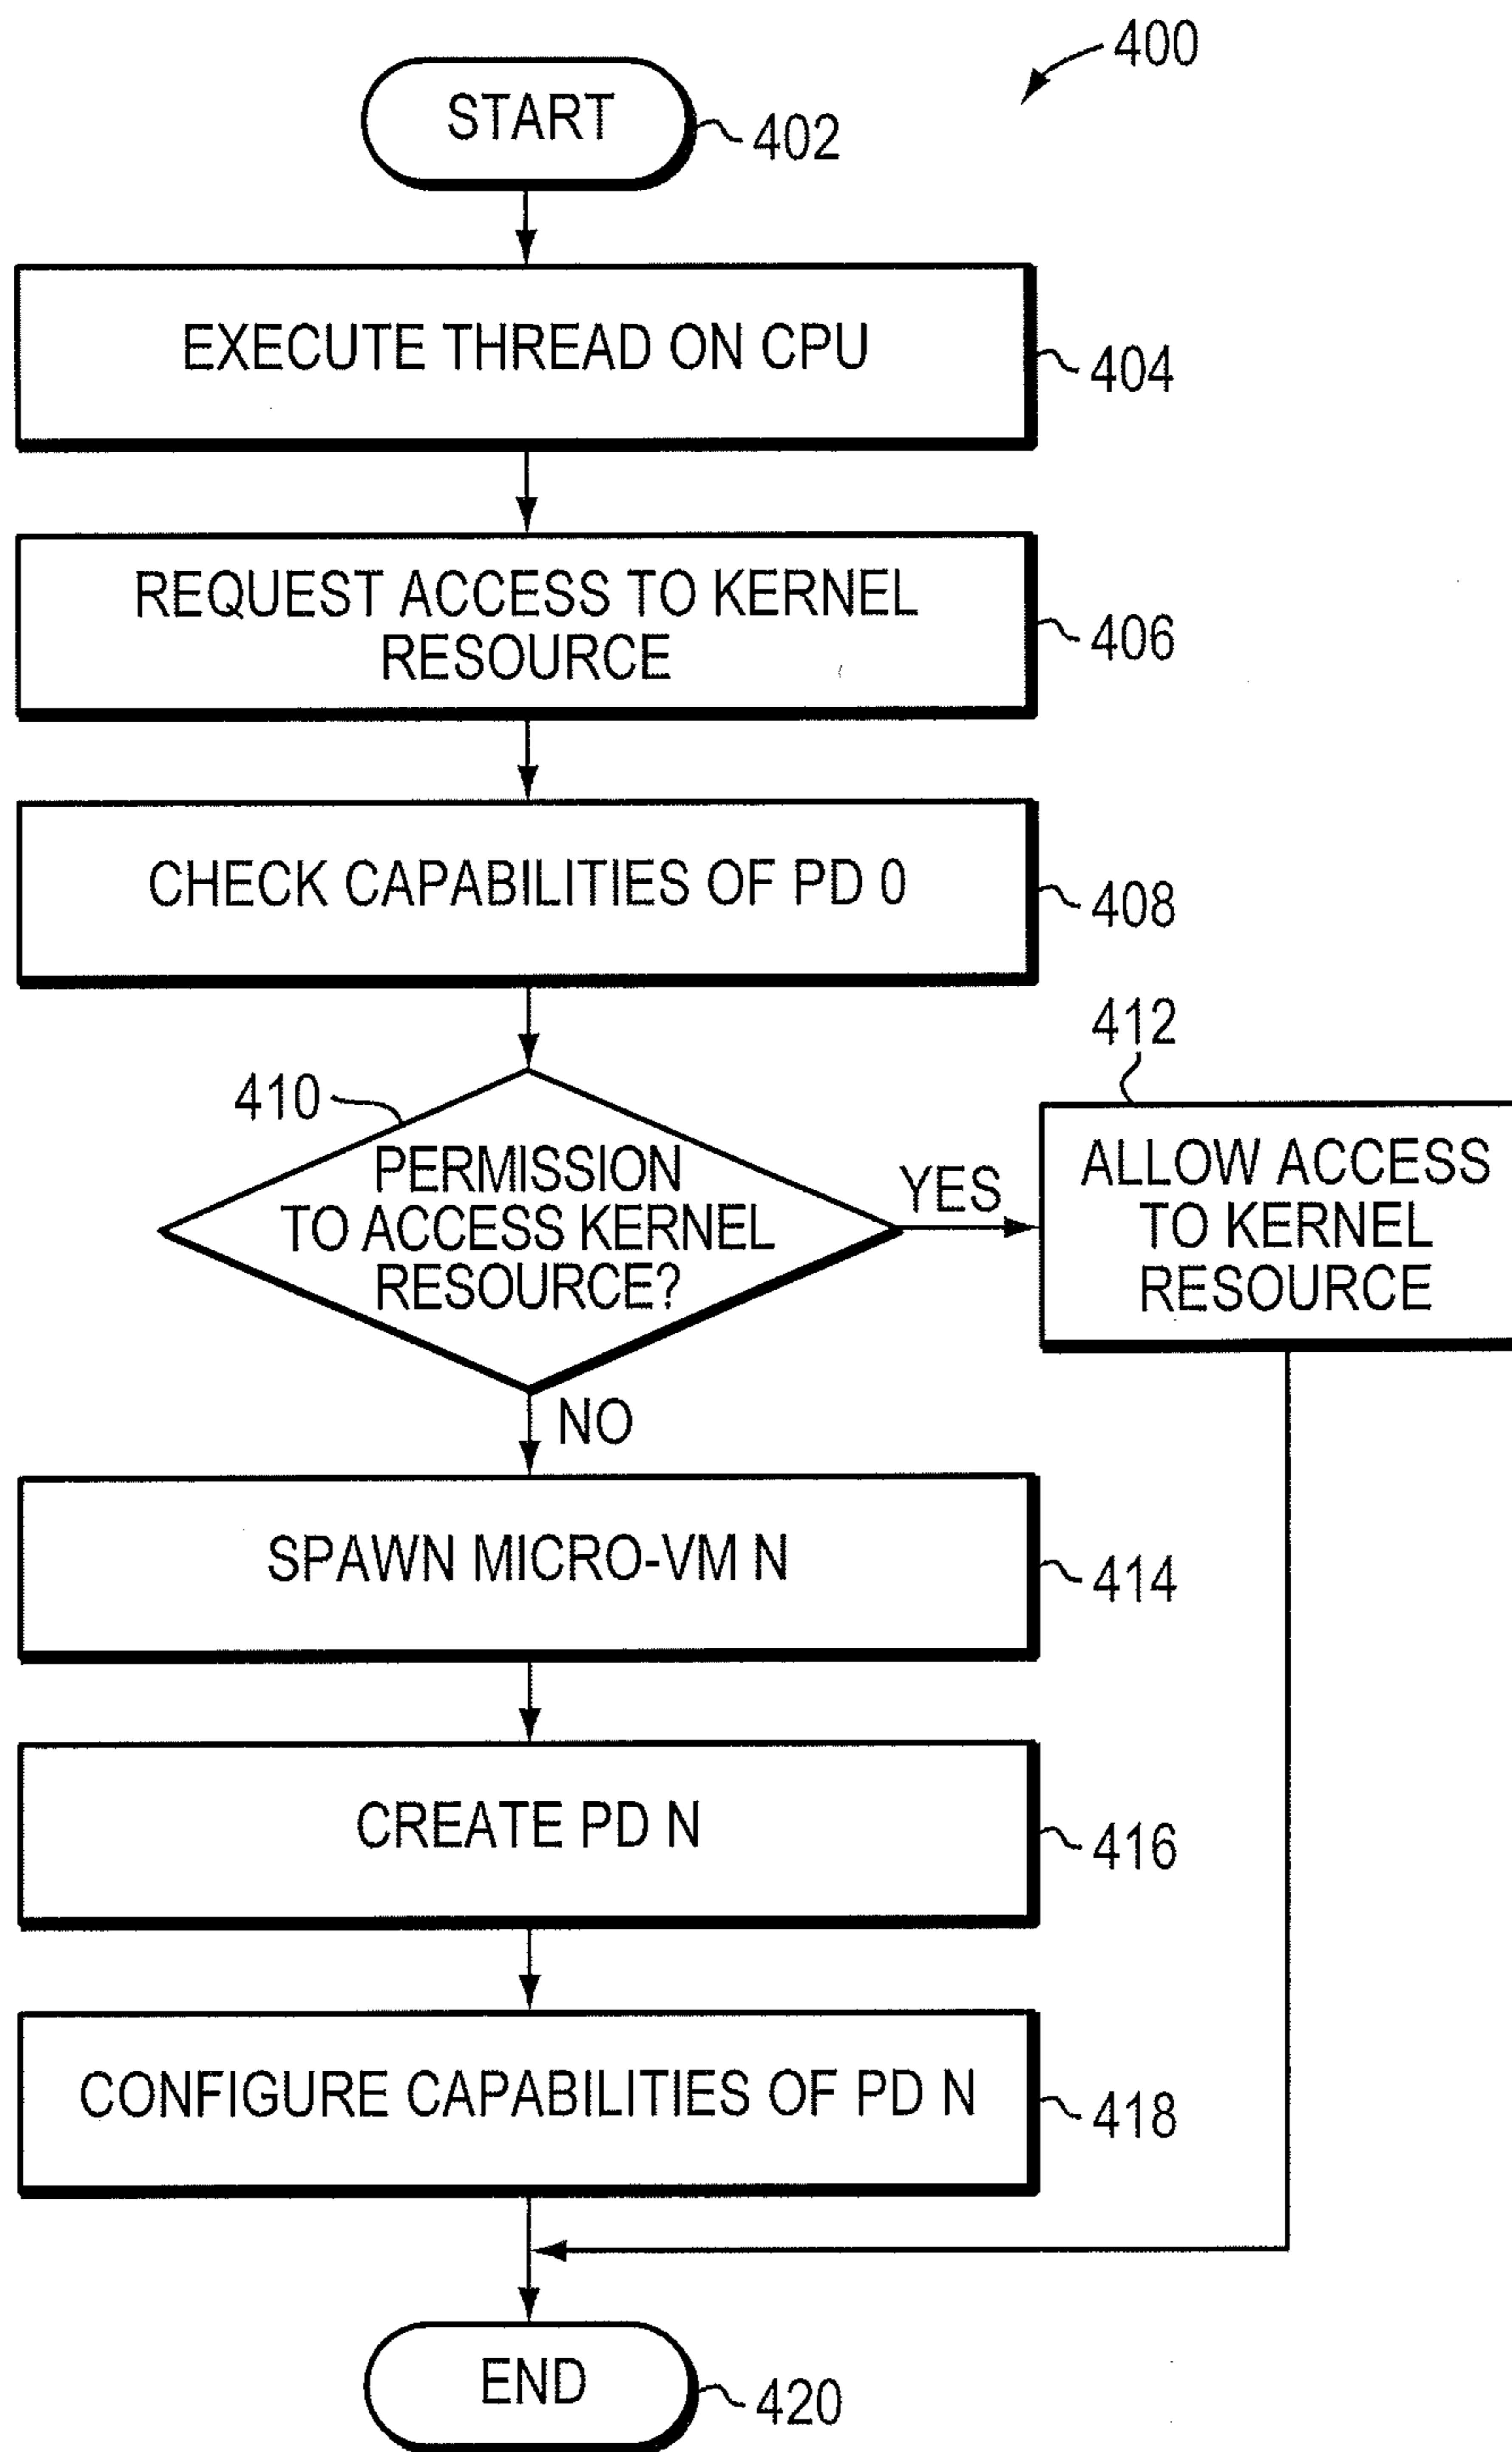 400
START
402
EXECUTE THREAD ON CPU
404
REQUEST ACCESS TO KERNEL
RESOURCE
406
CHECK CAPABILITIES OF PD 0
408
410
PERMISSION
TO ACCESS KERNEL
RESOURCE?
YES
412
ALLOW ACCESS
TO KERNEL
RESOURCE
NO
SPAWN MICRO-VM N
414
CREATE PD N
416
CONFIGURE CAPABILITIES OF PD N
418
END
420